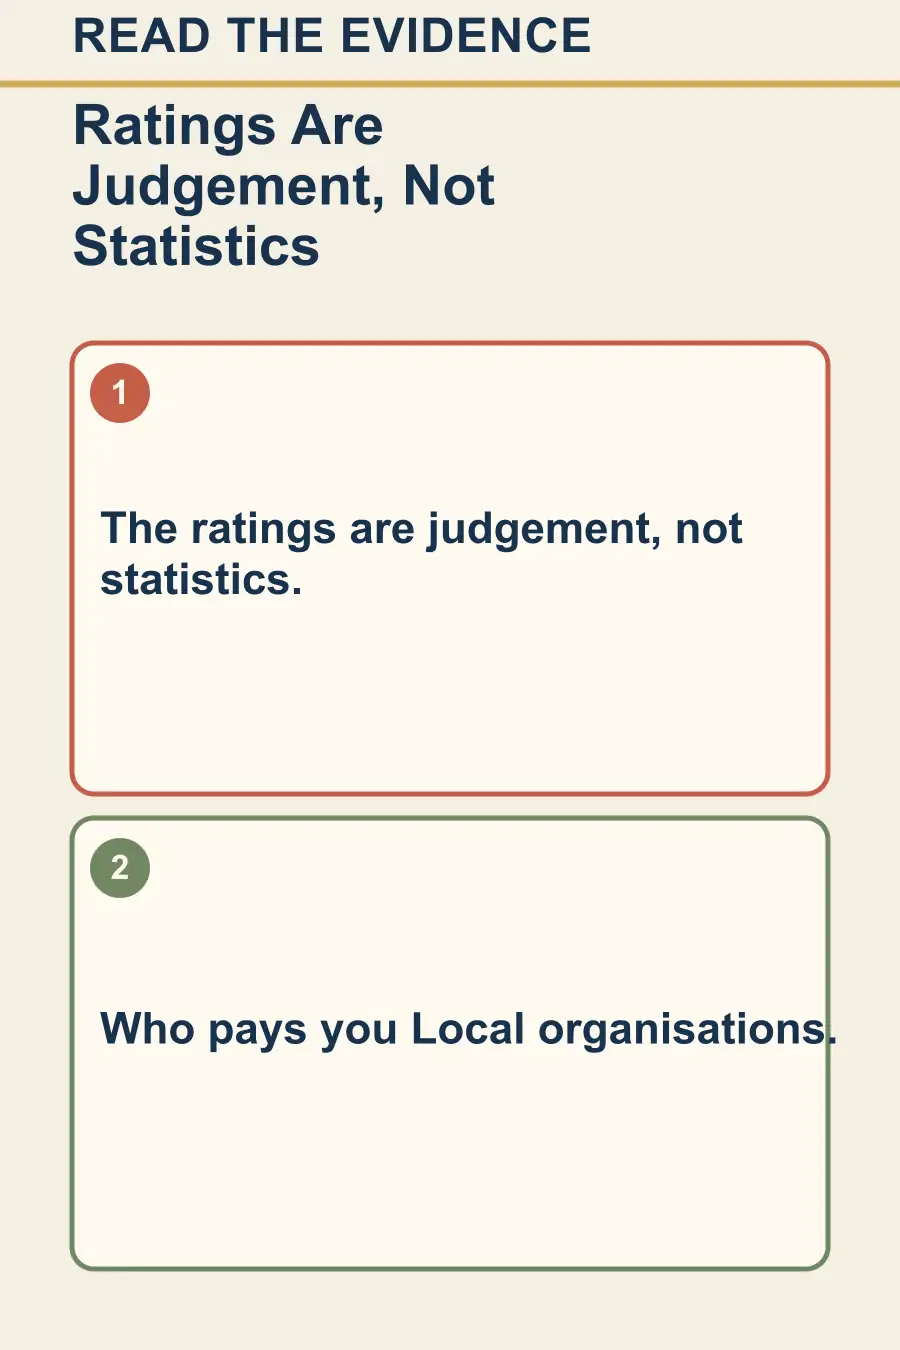 READ THE EVIDENCE
Ratings Are
Judgement, Not
Statistics
1
The ratings are judgement, not
statistics.
2
Who pays you Local organisations.